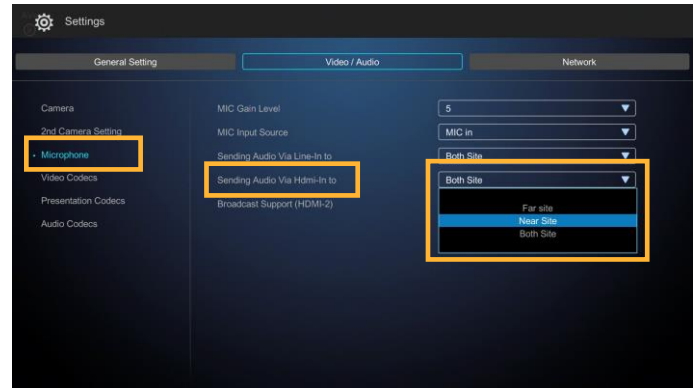 Settings
General Setting
Video / Audio
Network
Camera
2nd Camera Setting
Microphone
Video Codecs
Presentation Codecs
Audio Codecs
MIC Gain Level
5
MIC Input Source
MIC in
Sending Audio Via Line-In to
Both Site
Sending Audio Via Hdmi-In to
Both Site
Broadcast Support (HDMI-2)
Far site
Near Site
Both Site